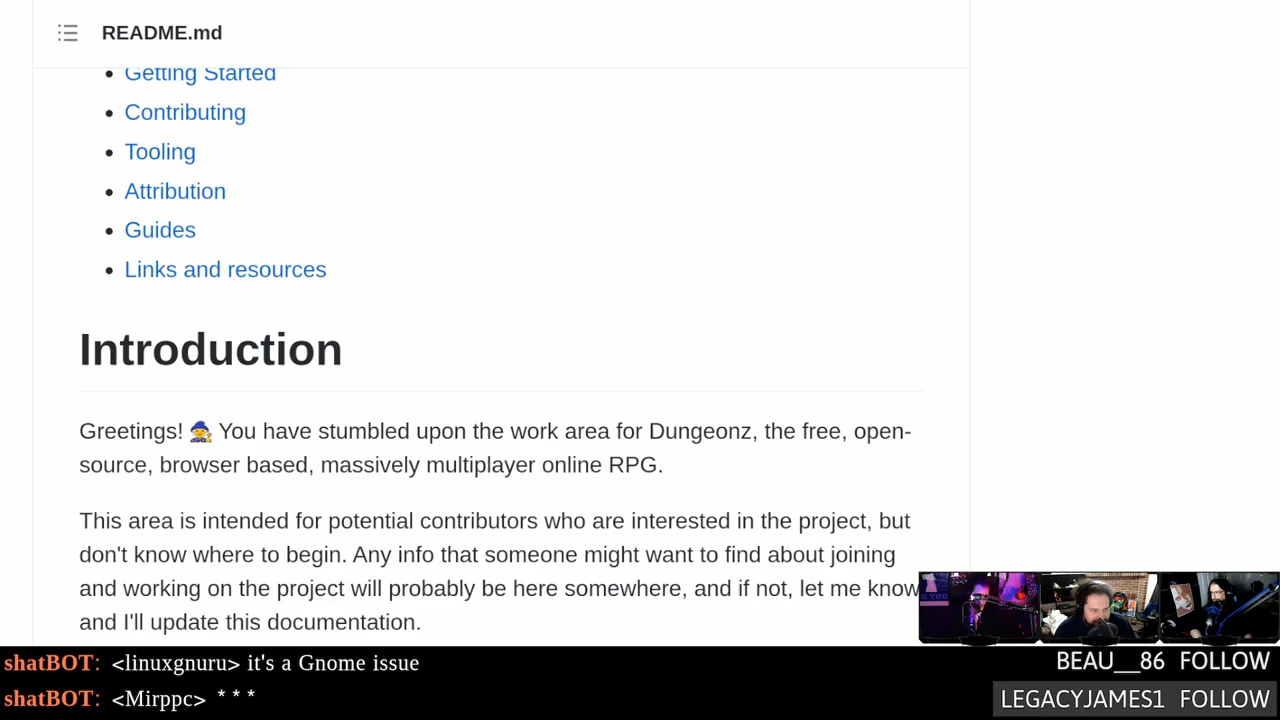 README.md
Getting Started
Contributing
Tooling
Attribution
Guides
Links and resources
Introduction
Greetings! 🧙 You have stumbled upon the work area for Dungeonz, the free, open-
source, browser based, massively multiplayer online RPG.
This area is intended for potential contributors who are interested in the project, but
don't know where to begin. Any info that someone might want to find about joining
and working on the project will probably be here somewhere, and if not, let me know
and I'll update this documentation.
shatBOT: <linuxgnuru> it's a Gnome issue
BEAU__86 FOLLOW
shatBOT: <Mirppc> * * *
LEGACYJAMES1 FOLLOW